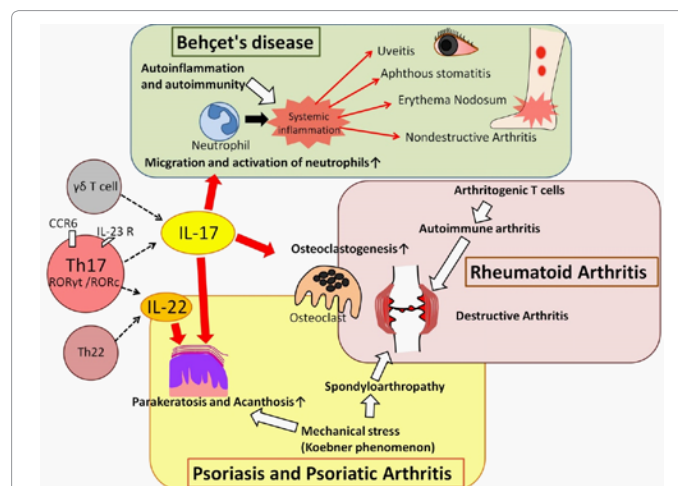 Behçet's disease
Autoinflammation
and autoimmunity
Neutrophil
Systemic
inflammation
Uveitis
Aphthous stomatitis
Erythema Nodosum
Nondestructive Arthritis
Micgration and activation of neutrophils↑
γδ T cell
CCR6
IL-23 R
Th17
RORγt /RORc
Th22
IL-17
IL-22
Arthritogenic T cells
Autoimmune arthritis
Osteoclastogenesis↑
Osteoclast
Rheumatoid Arthritis
Destructive Arthritis
Spondyloarthropathy
Parakeratosis and Acanthosis↑
Mechanical stress
(Koebner phenomenon)
Psoriasis and Psoriatic Arthritis